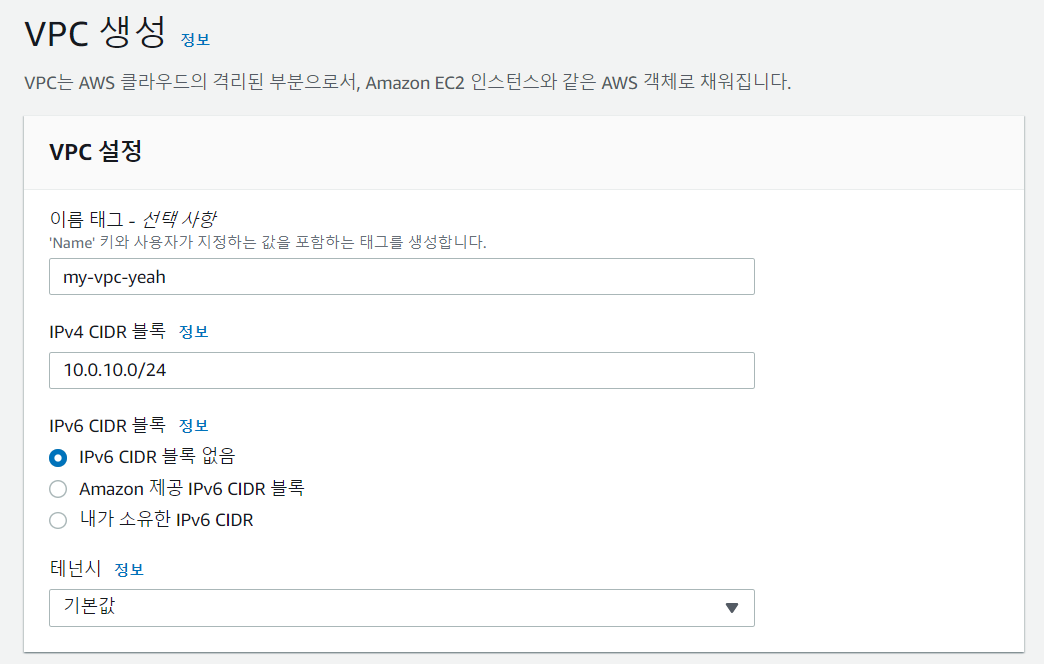 VPC 생성 정보
VPC는 AWS 클라우드의 격리된 부분으로서, Amazon EC2 인스턴스와 같은 AWS 객체로 채워집니다.
VPC 설정
이름 태그 - 선택 사항
'Name' 키와 사용자가 지정하는 값을 포함하는 태그를 생성합니다.
my-vpc-yeah
IPv4 CIDR 블록 정보
10.0.10.0/24
IPv6 CIDR 블록 정보
IPv6 CIDR 블록 없음
Amazon 제공 IPv6 CIDR 블록
내가 소유한 IPv6 CIDR
테넌시 정보
기본값